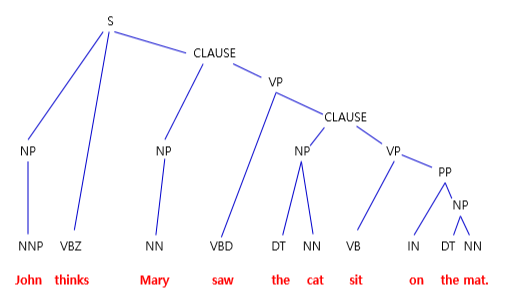 S
CLAUSE
VP
CLAUSE
NP NP NP VP
PP
NP
NNP VBZ NN VBD DT NN VB IN DT NN
John thinks Mary saw the cat sit on the mat.